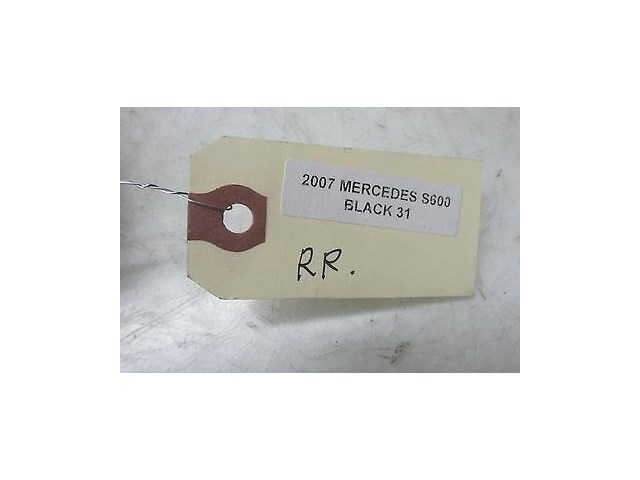 2007 MERCEDES S600
BLACK 31
RR.